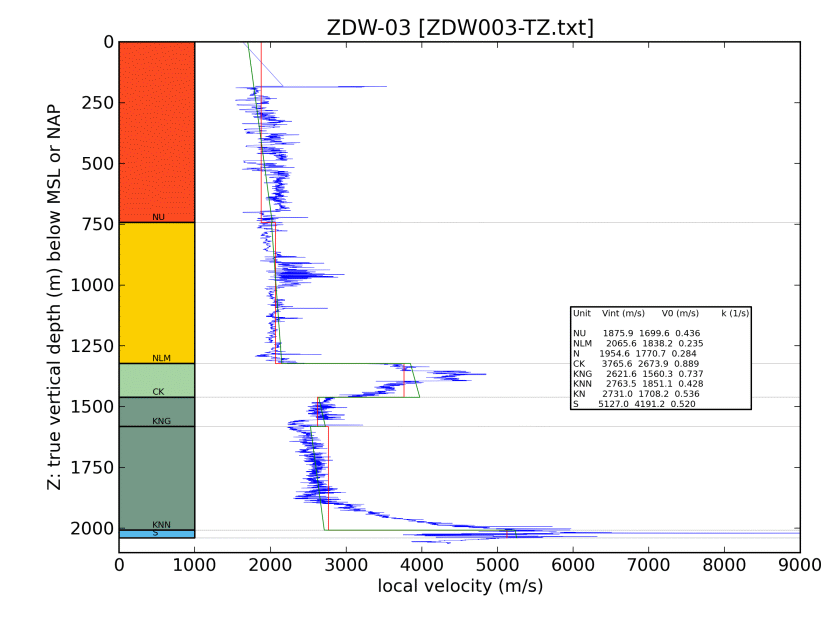 ZDW-03 [ZDW003-TZ.txt]
Z: true vertical depth (m) below MSL or NAP
0
250
500
750
1000
1250
1500
1750
2000
NU
NLM
CK
KNG
KNN
S
Unit Vint (m/s) V0 (m/s) k (1/s)
NU 1875.9 1699.6 0.436
NLM 2065.6 1838.2 0.235
N 1954.6 1770.7 0.284
CK 3765.6 2673.9 0.889
KNG 2621.6 1560.3 0.737
KNN 2763.5 1851.1 0.428
KN 2731.0 1708.2 0.536
S 5127.0 4191.2 0.520
0 1000 2000 3000 4000 5000 6000 7000 8000 9000
local velocity (m/s)